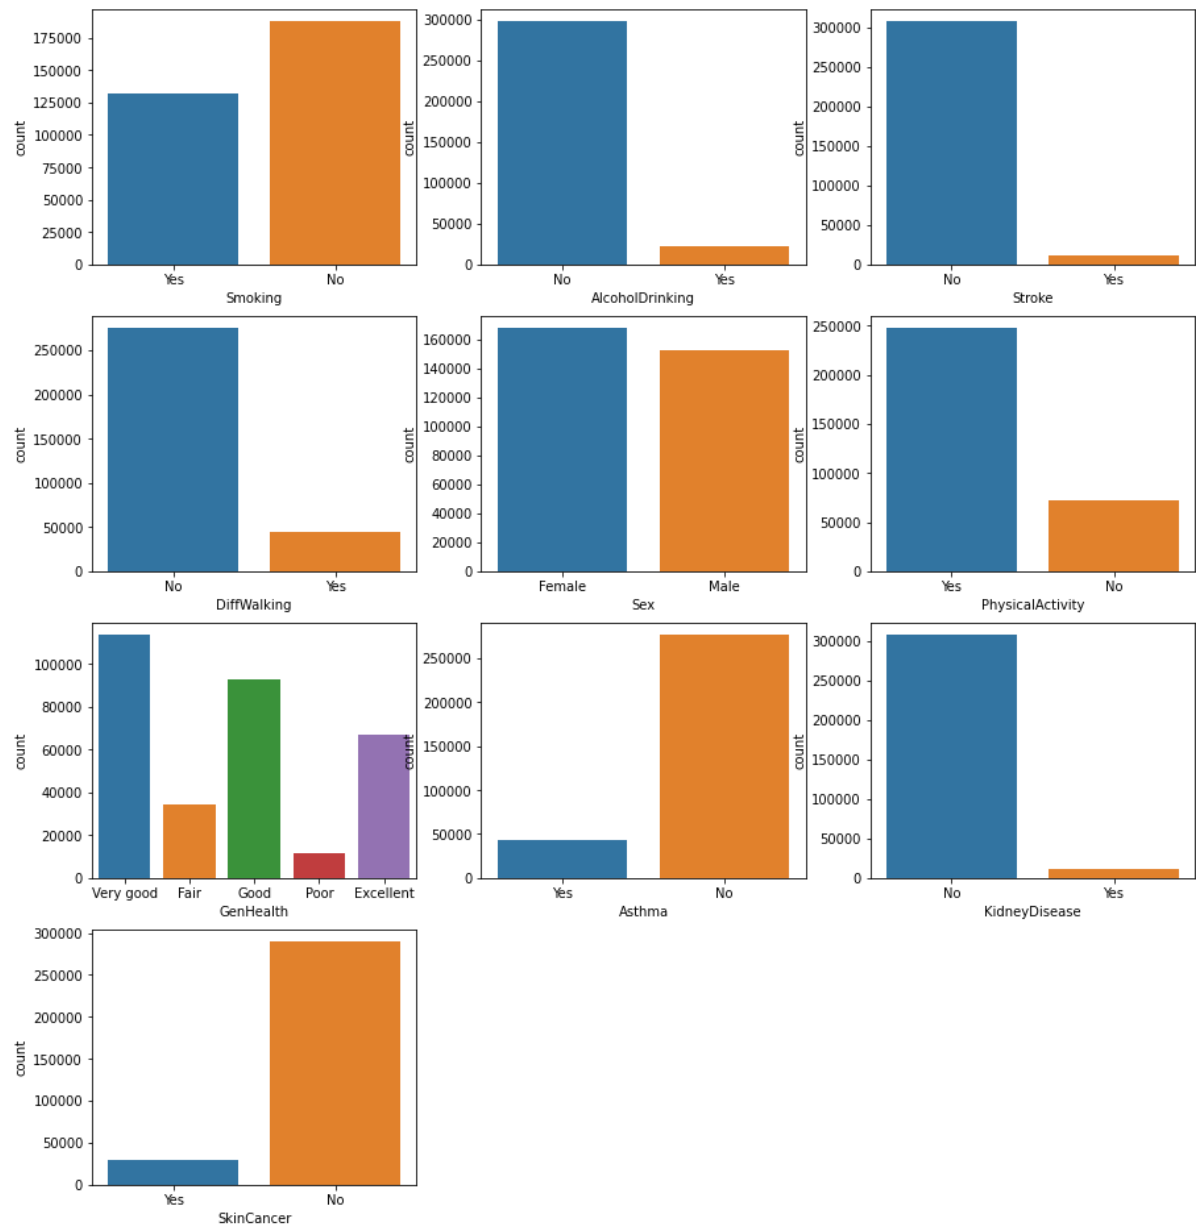 175000
150000
125000
100000
75000
50000
25000
0
count
Yes No
Smoking
300000
250000
200000
150000
100000
50000
0
count
No Yes
AlcoholDrinking
300000
250000
200000
150000
100000
50000
0
count
No Yes
Stroke
250000
200000
150000
100000
50000
0
count
No Yes
DiffWalking
160000
140000
120000
100000
80000
60000
40000
20000
0
count
Female Male
Sex
250000
200000
150000
100000
50000
0
count
Yes No
PhysicalActivity
100000
80000
60000
40000
20000
0
count
Very good Fair Good Poor Excellent
GenHealth
250000
200000
150000
100000
50000
0
count
Yes No
Asthma
300000
250000
200000
150000
100000
50000
0
count
No Yes
KidneyDisease
300000
250000
200000
150000
100000
50000
0
count
Yes No
SkinCancer